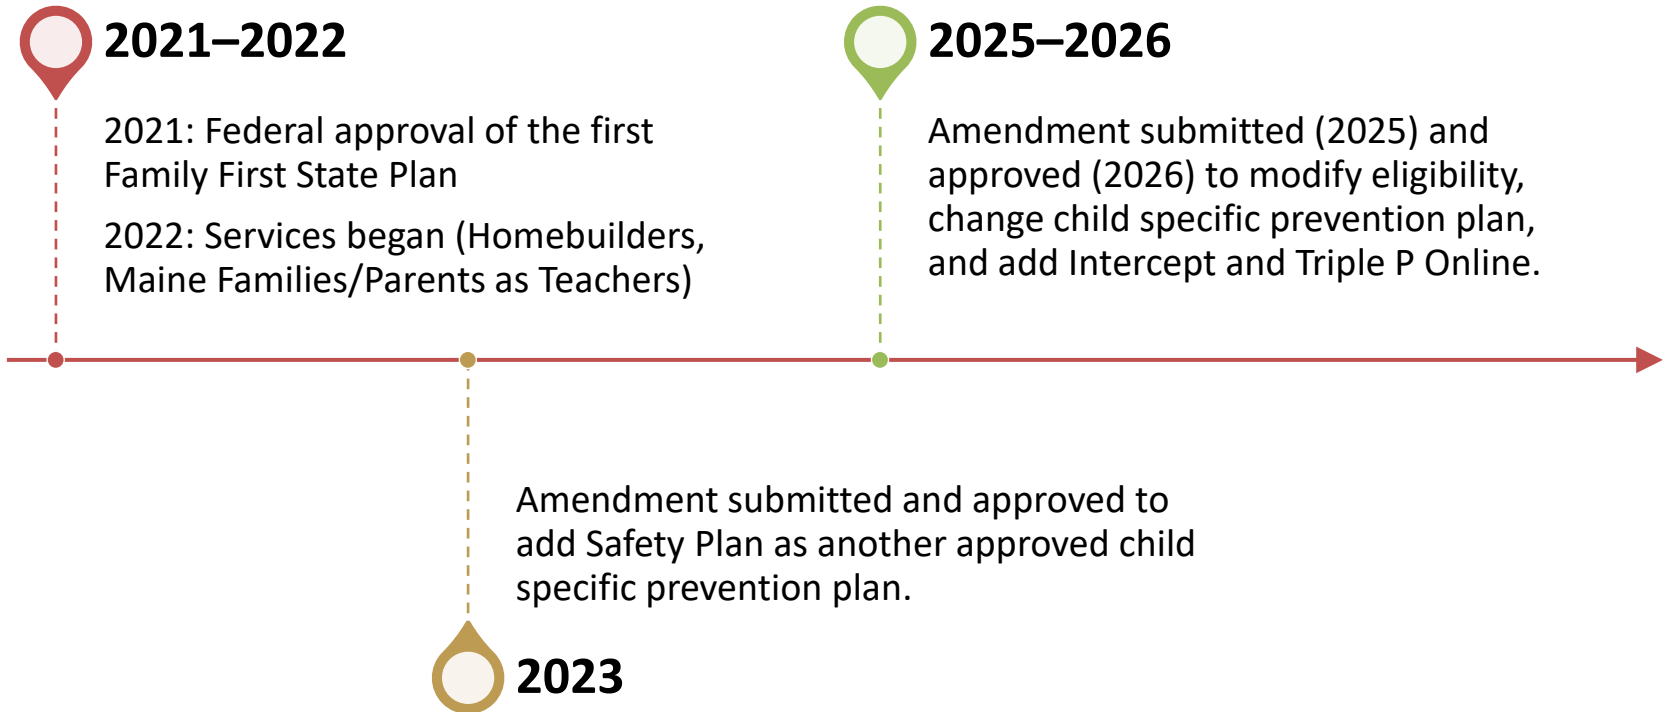 2021–2022
2021: Federal approval of the first
Family First State Plan
2022: Services began (Homebuilders,
Maine Families/Parents as Teachers)
2025–2026
Amendment submitted (2025) and
approved (2026) to modify eligibility,
change child specific prevention plan,
and add Intercept and Triple P Online.
Amendment submitted and approved to
add Safety Plan as another approved child
specific prevention plan.
2023